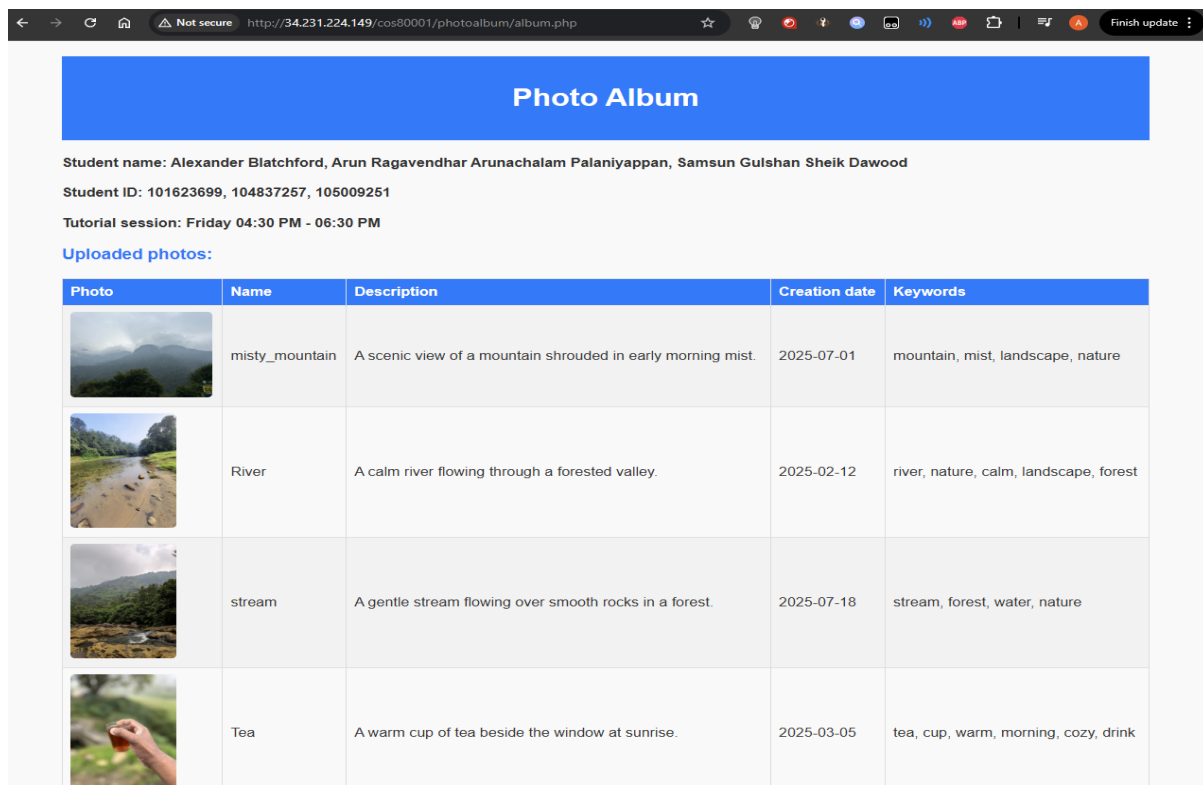 Not secure http://34.231.224.149/cos80001/photoalbum/album.php ABP A Finish update
Photo Album
Student name: Alexander Blatchford, Arun Ragavendhar Arunachalam Palaniyappan, Samsun Gulshan Sheik Dawood
Student ID: 101623699, 104837257, 105009251
Tutorial session: Friday 04:30 PM - 06:30 PM
Uploaded photos:
Photo Name Description Creation date Keywords
misty_mountain A scenic view of a mountain shrouded in early morning mist. 2025-07-01 mountain, mist, landscape, nature
River A calm river flowing through a forested valley. 2025-02-12 river, nature, calm, landscape, forest
stream A gentle stream flowing over smooth rocks in a forest. 2025-07-18 stream, forest, water, nature
Tea A warm cup of tea beside the window at sunrise. 2025-03-05 tea, cup, warm, morning, cozy, drink